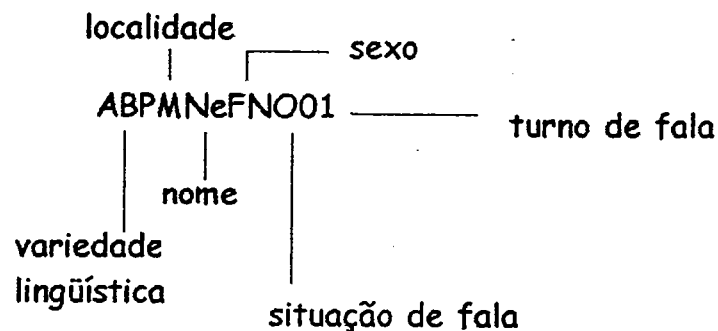 localidade
sexo
ABPMNeFNO01
turno de fala
nome
variedade
lingüística
situação de fala